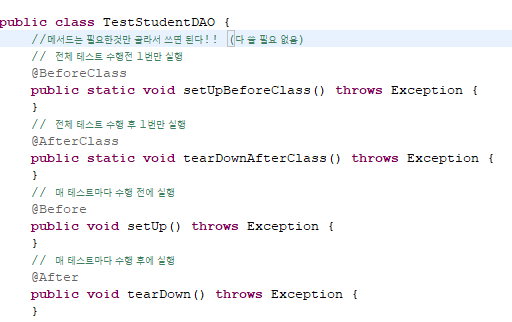 public class TestStudentDAO {
//메서드는 필요한것만 골라서 쓰면 된다!! (다 쓸 필요 없음)
// 전체 테스트 수행전 1번만 실행
@BeforeClass
public static void setUpBeforeClass() throws Exception {
}
// 전체 테스트 수행 후 1번만 실행
@AfterClass
public static void tearDownAfterClass() throws Exception {
}
// 매 테스트마다 수행 전에 실행
@Before
public void setUp() throws Exception {
}
// 매 테스트마다 수행 후에 실행
@After
public void tearDown() throws Exception {
}